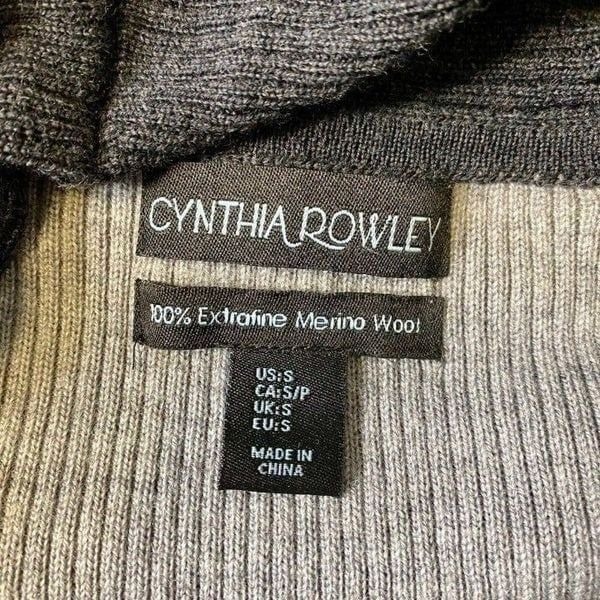 CYNTHIA ROWLEY
100% Extrafine Merino Wool
US:S
CA:S/P
UK:S
EU:S
MADE IN
CHINA